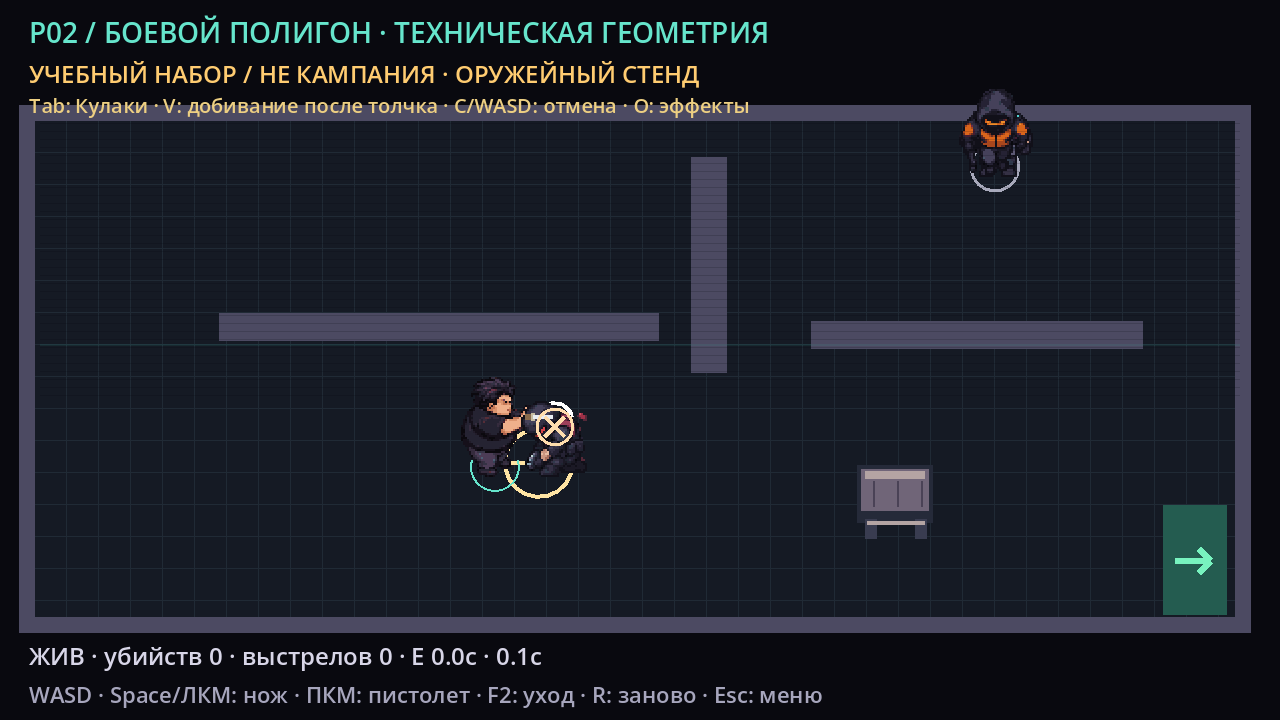 P02 / БОЕВОЙ ПОЛИГОН · ТЕХНИЧЕСКАЯ ГЕОМЕТРИЯ
УЧЕБНЫЙ НАБОР / НЕ КАМПАНИЯ · ОРУЖЕЙНЫЙ СТЕНД
Tab: Кулаки · V: добивание после толчка · C/WASD: отмена · O: эффекты
ЖИВ · убийств 0 · выстрелов 0 · E 0.0с · 0.1с
WASD · Space/ЛКМ: нож · ПКМ: пистолет · F2: уход · R: заново · Esc: меню